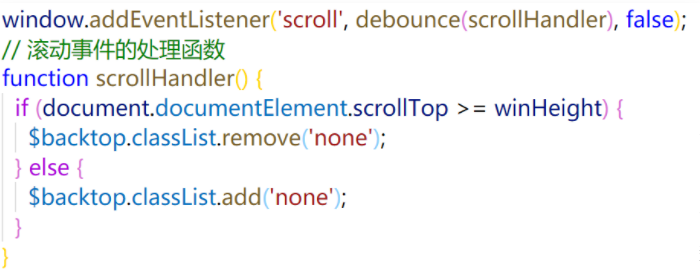 window.addEventListener('scroll', debounce(scrollHandler), false);
// 滚动事件的处理函数
function scrollHandler() {
  if (document.documentElement.scrollTop >= winHeight) {
    $backtop.classList.remove('none');
  } else {
    $backtop.classList.add('none');
  }
}